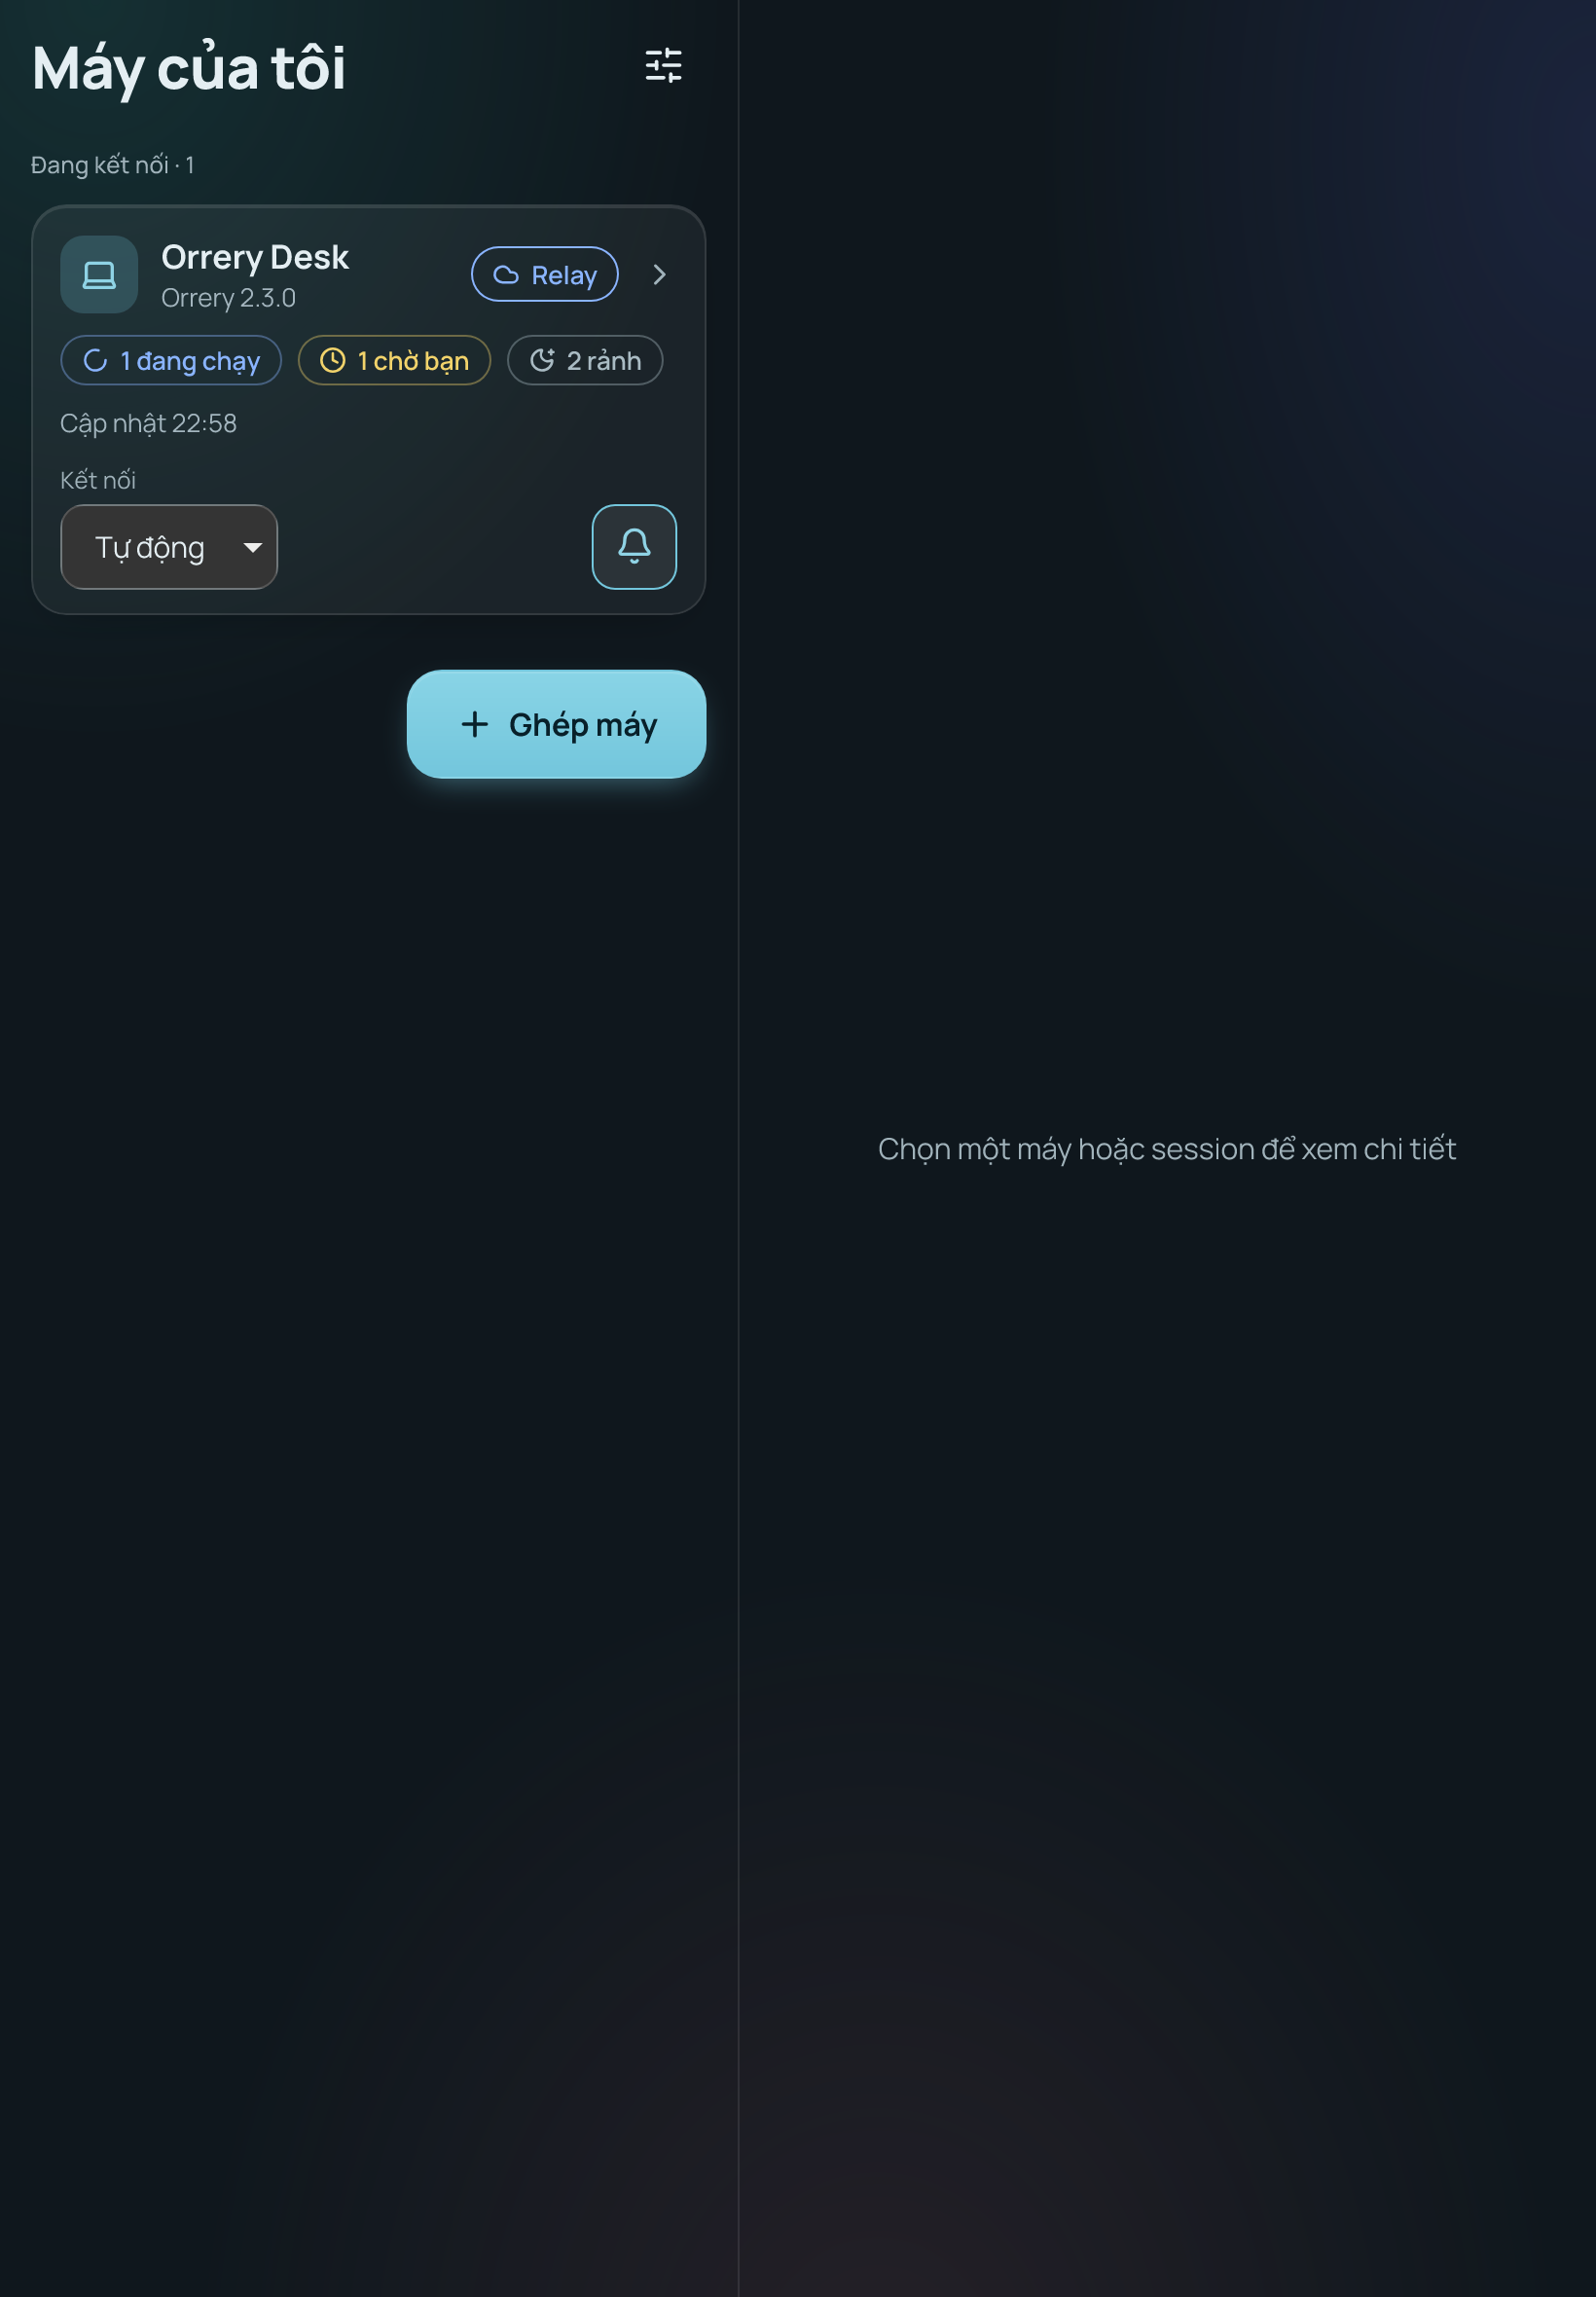 Máy của tôi
Đang kết nối · 1
Orrery Desk
Orrery 2.3.0
Relay
1 đang chạy
1 chờ bạn
2 rảnh
Cập nhật 22:58
Kết nối
Tự động
Ghép máy
Chọn một máy hoặc session để xem chi tiết